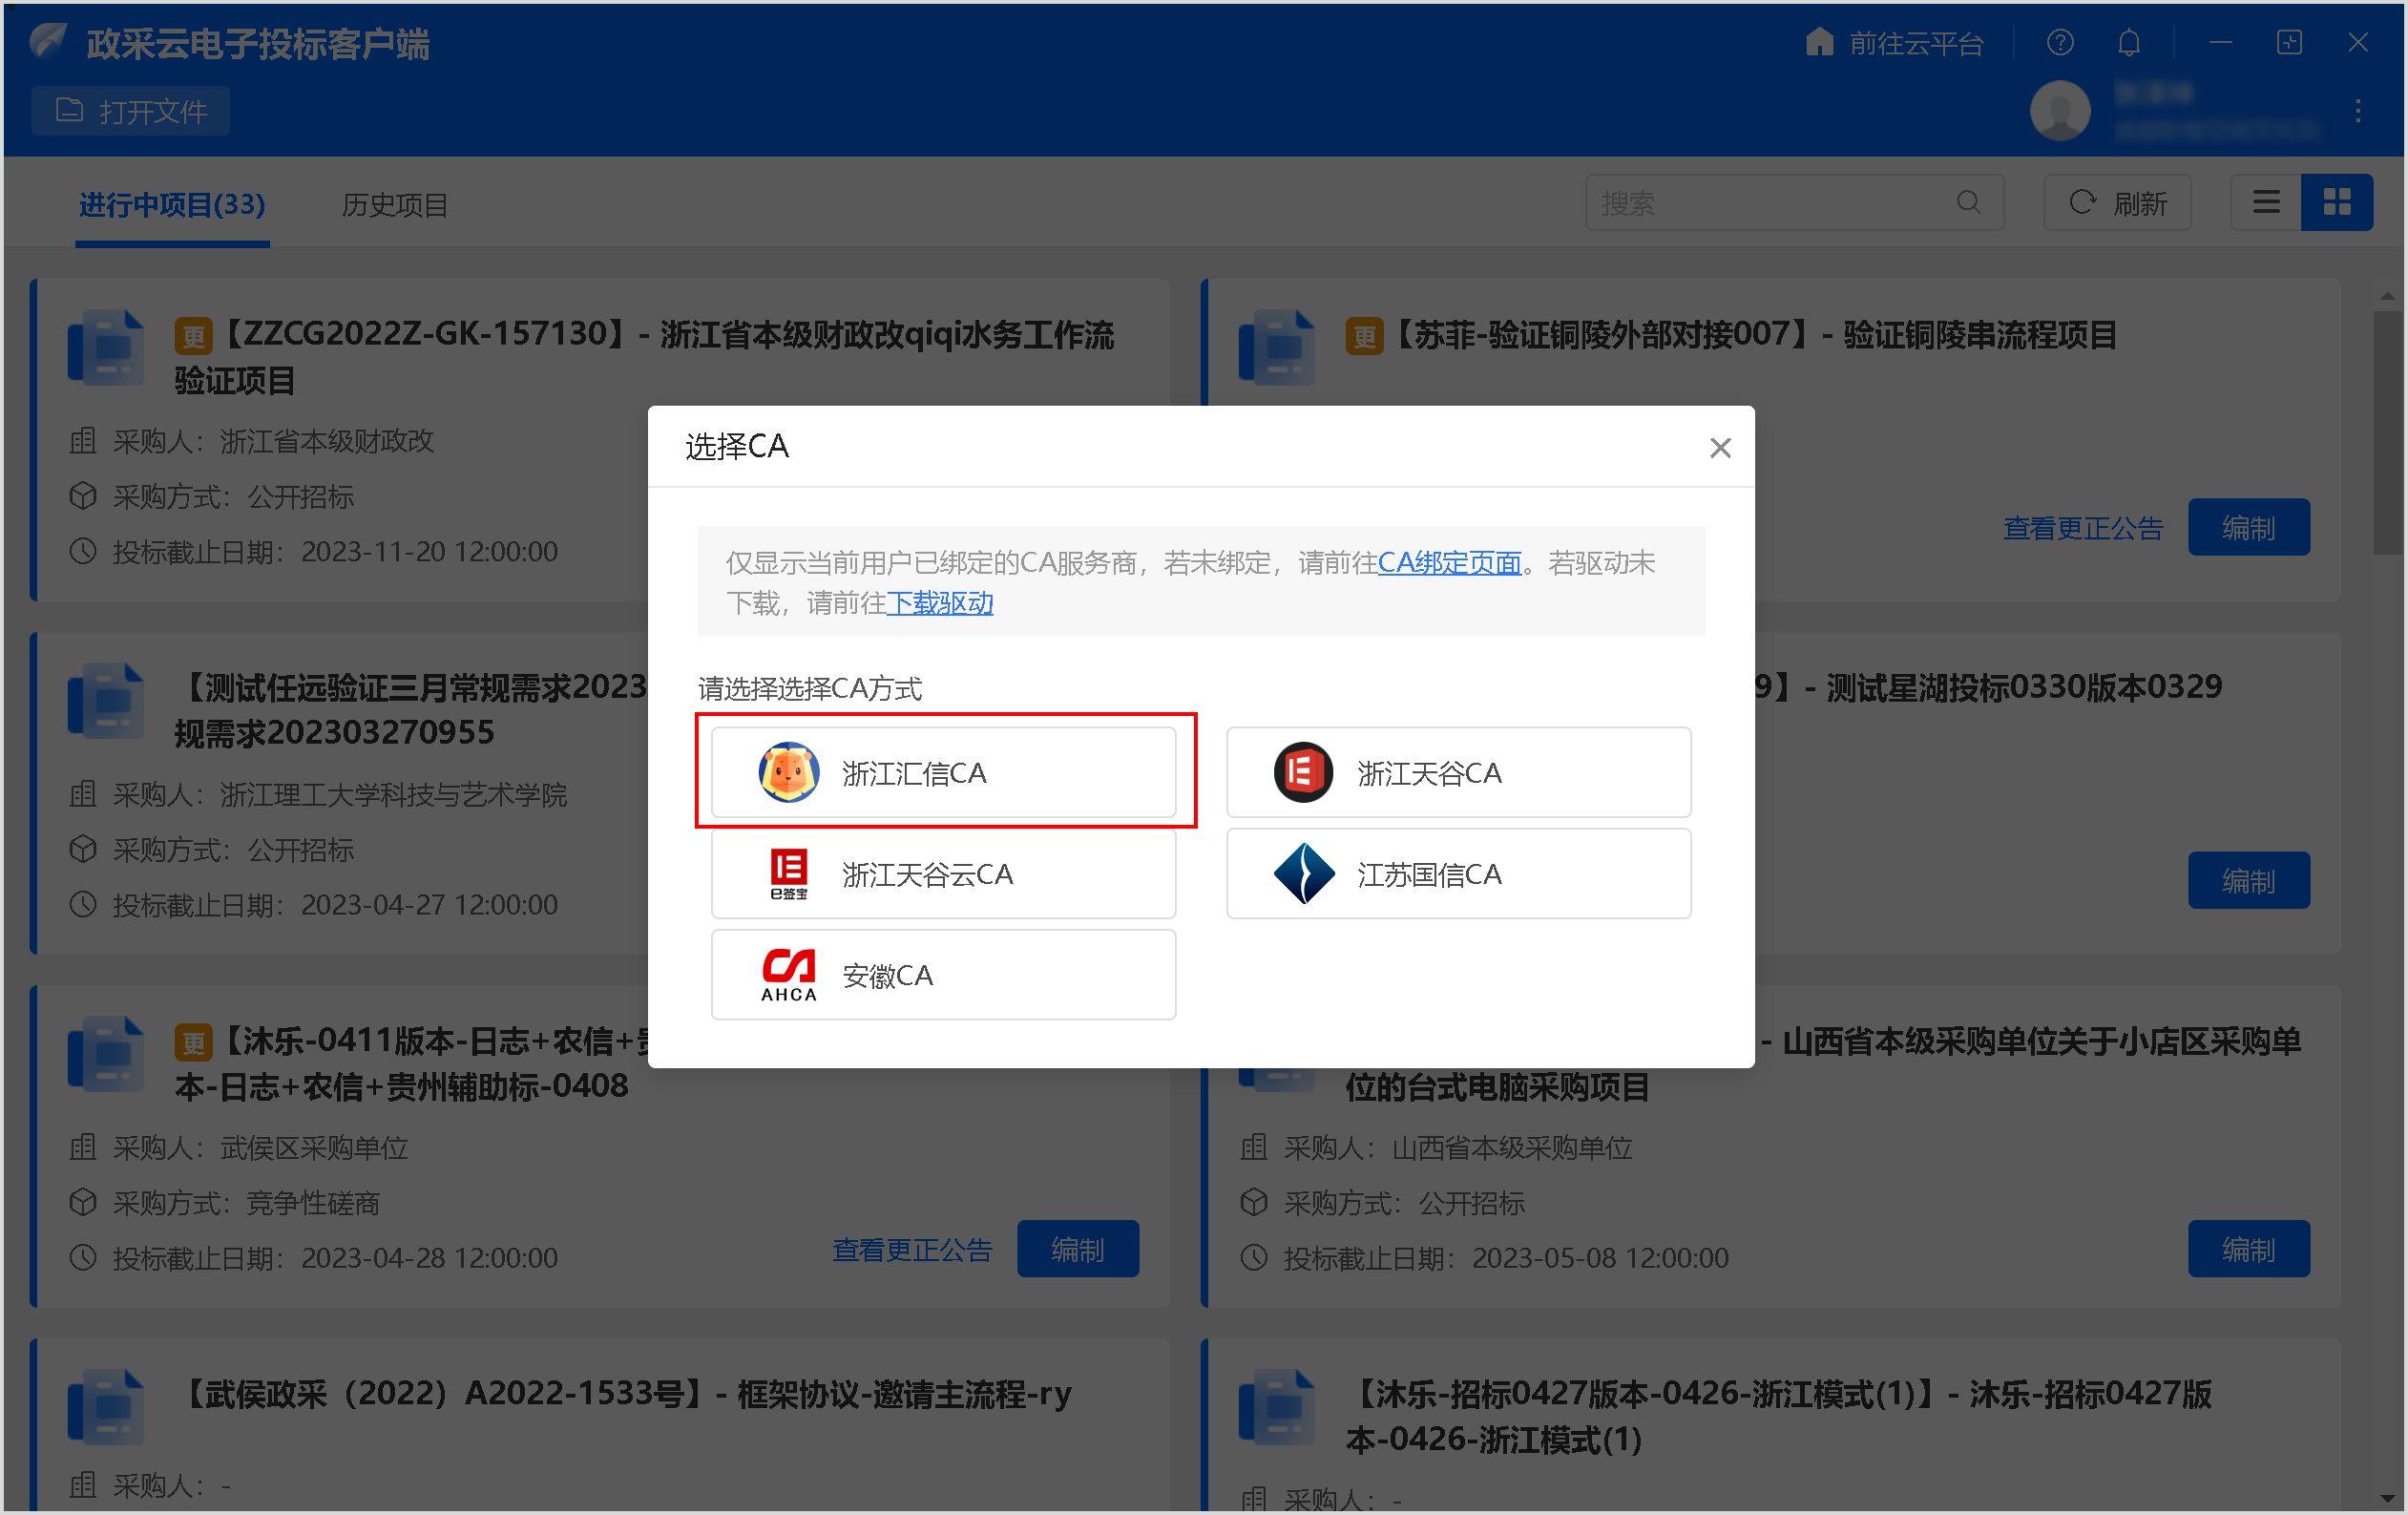 政采云电子投标客户端
前往云平台
打开文件
进行中项目(33)
历史项目
搜索
刷新
更【ZZCG2022Z-GK-157130】- 浙江省本级财政改qiqi水务工作流
验证项目
采购人：浙江省本级财政改
采购方式：公开招标
投标截止日期：2023-11-20 12:00:00
更【苏菲-验证铜陵外部对接007】- 验证铜陵串流程项目
查看更正公告
编制
选择CA
仅显示当前用户已绑定的CA服务商，若未绑定，请前往CA绑定页面。若驱动未
下载，请前往下载驱动
请选择选择CA方式
浙江汇信CA
浙江天谷CA
e签宝
浙江天谷云CA
江苏国信CA
AHCA
安徽CA
【测试任远验证三月常规需求2023
规需求202303270955
采购人：浙江理工大学科技与艺术学院
采购方式：公开招标
投标截止日期：2023-04-27 12:00:00
9】- 测试星湖投标0330版本0329
编制
更【沐乐-0411版本-日志+农信+
本-日志+农信+贵州辅助标-0408
采购人：武侯区采购单位
采购方式：竞争性磋商
投标截止日期：2023-04-28 12:00:00
查看更正公告
编制
- 山西省本级采购单位关于小店区采购单
位的台式电脑采购项目
采购人：山西省本级采购单位
采购方式：公开招标
投标截止日期：2023-05-08 12:00:00
编制
【武侯政采（2022）A2022-1533号】- 框架协议-邀请主流程-ry
采购人：-
【沐乐-招标0427版本-0426-浙江模式(1)】- 沐乐-招标0427版
本-0426-浙江模式(1)
采购人：-